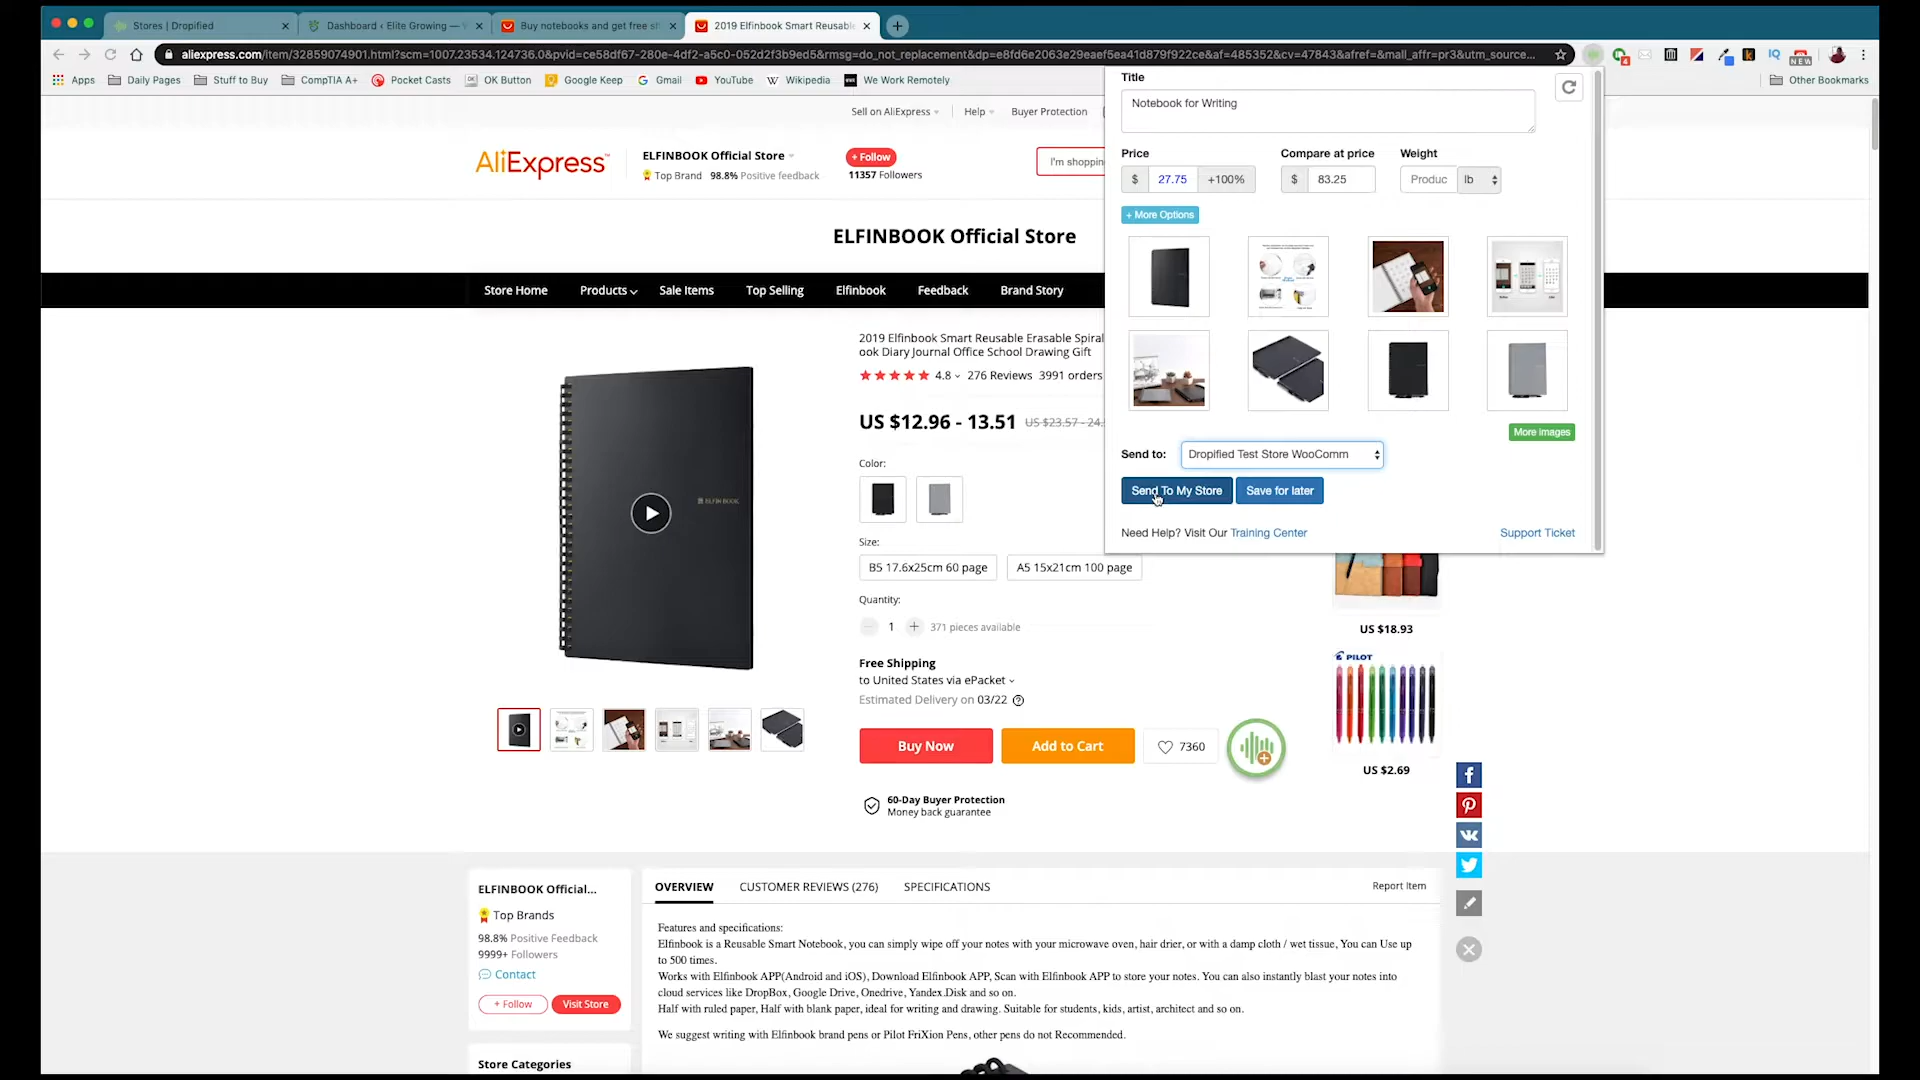 Stores | Dropified
Dashboard ‹ Elite Growing —
Buy notebooks and get free sh
2019 Elfinbook Smart Reusable
aliexpress.com/item/32859074901.html?scm=1007.23534.124736.0&pvid=ce58df67-280e-4df2-a5c0-052d2f3b9ed5&rmsg=do_not_replacement&dp=e8fd6e2063e29eaef5ea41d879f922ce&af=485352&cv=47843&afref=&mall_affr=pr3&utm_source...
Apps
Daily Pages
Stuff to Buy
CompTIA A+
Pocket Casts
OK Button
Google Keep
Gmail
YouTube
Wikipedia
We Work Remotely
Other Bookmarks
NEW
Sell on AliExpress
Help
Buyer Protection
AliExpress
ELFINBOOK Official Store
Top Brand 98.8% Positive feedback
+ Follow
11357 Followers
I'm shoppin
ELFINBOOK Official Store
Store Home
Products
Sale Items
Top Selling
Elfinbook
Feedback
Brand Story
Title
Notebook for Writing
Price
Compare at price
Weight
$ 27.75 +100%
$ 83.25
Produc
lb
+ More Options
More images
Send to:
Dropified Test Store WooComm
Send To My Store
Save for later
Need Help? Visit Our Training Center
Support Ticket
ELFINBOOK
2019 Elfinbook Smart Reusable Erasable Spiral
ook Diary Journal Office School Drawing Gift
4.8 276 Reviews 3991 orders
US $12.96 - 13.51 US $23.57 - 24.
Color:
Size:
B5 17.6x25cm 60 page
A5 15x21cm 100 page
Quantity:
1
371 pieces available
Free Shipping
to United States via ePacket
Estimated Delivery on 03/22
Buy Now
Add to Cart
7360
60-Day Buyer Protection
Money back guarantee
US $18.93
PILOT
US $2.69
ELFINBOOK Official...
Top Brands
98.8% Positive Feedback
9999+ Followers
Contact
+ Follow
Visit Store
Store Categories
OVERVIEW
CUSTOMER REVIEWS (276)
SPECIFICATIONS
Report Item
Features and specifications:
Elfinbook is a Reusable Smart Notebook, you can simply wipe off your notes with your microwave oven, hair drier, or with a damp cloth / wet tissue, You can Use up
to 500 times.
Works with Elfinbook APP(Android and iOS), Download Elfinbook APP, Scan with Elfinbook APP to store your notes. You can also instantly blast your notes into
cloud services like DropBox, Google Drive, Onedrive, Yandex.Disk and so on.
Half with ruled paper, Half with blank paper, ideal for writing and drawing. Suitable for students, kids, artist, architect and so on.
We suggest writing with Elfinbook brand pens or Pilot FriXion Pens, other pens do not Recommended.